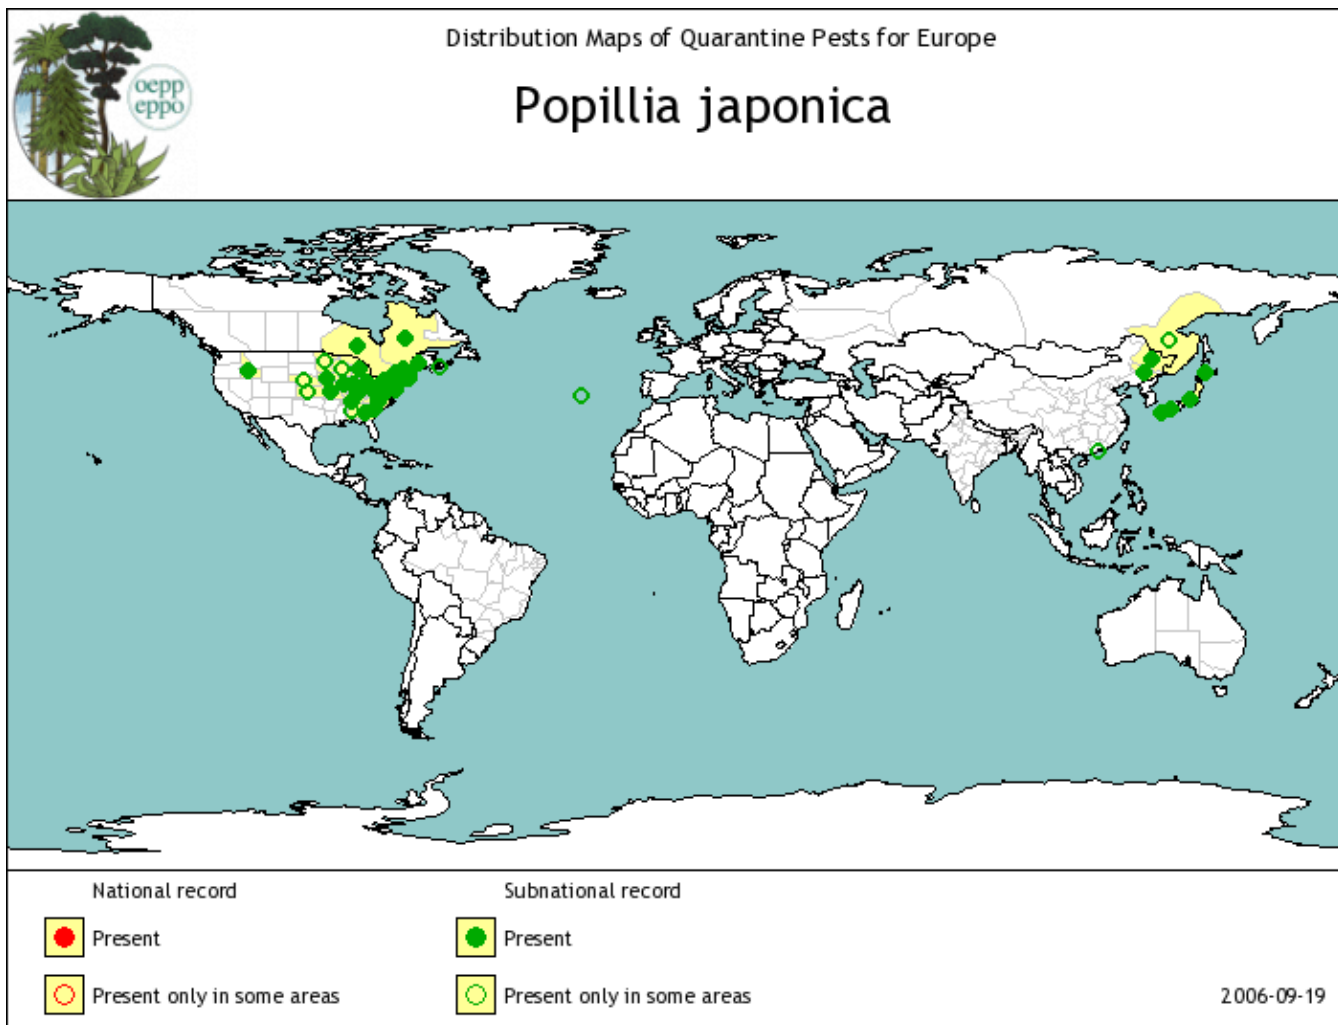 oepp
eppo
Distribution Maps of Quarantine Pests for Europe
Popillia japonica
National record
Subnational record
Present
Present
Present only in some areas
Present only in some areas
2006-09-19